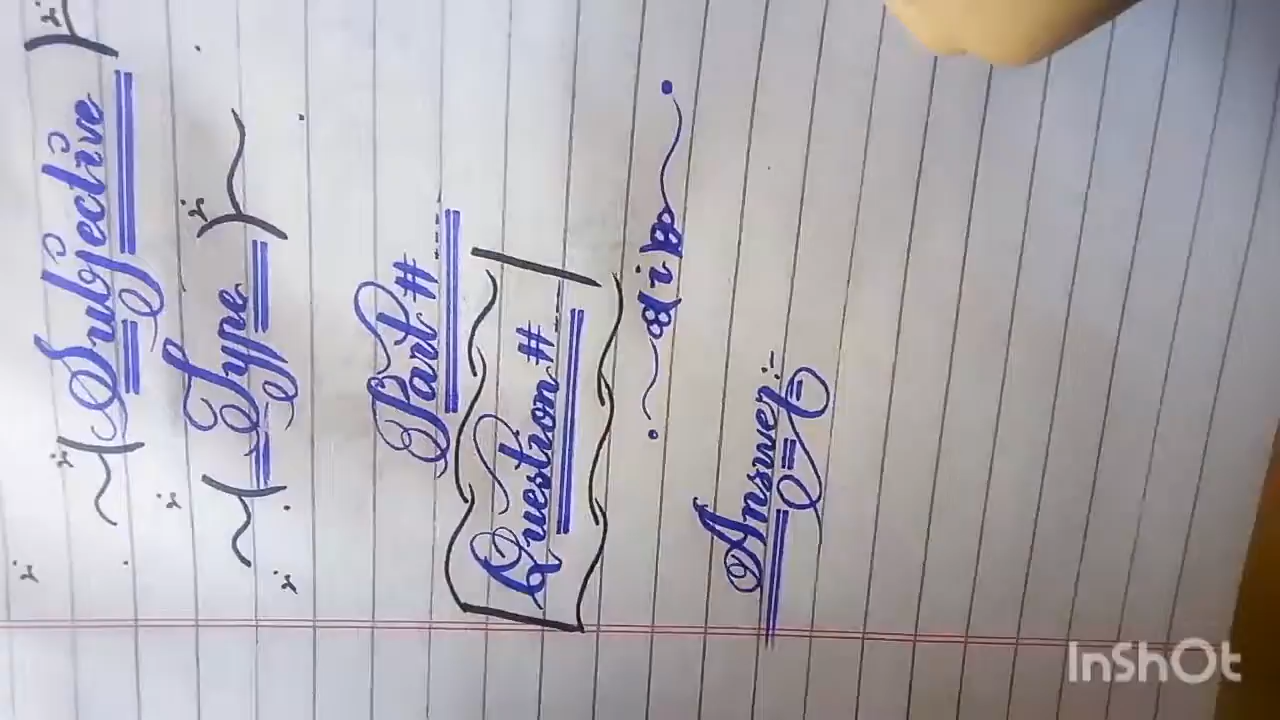 Subjective
Type
Part #
Question #
i
Answer:-
InShOt